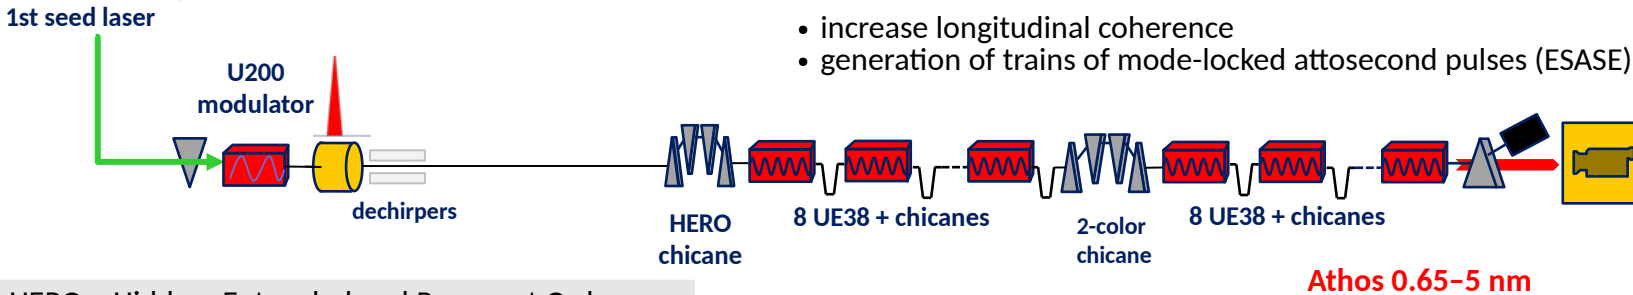 1st seed laser
• increase longitudinal coherence
• generation of trains of mode-locked attosecond pulses (ESASE)
U200
modulator
dechirpers
HERO
chicane
8 UE38 + chicanes
2-color
chicane
8 UE38 + chicanes
Athos 0.65–5 nm